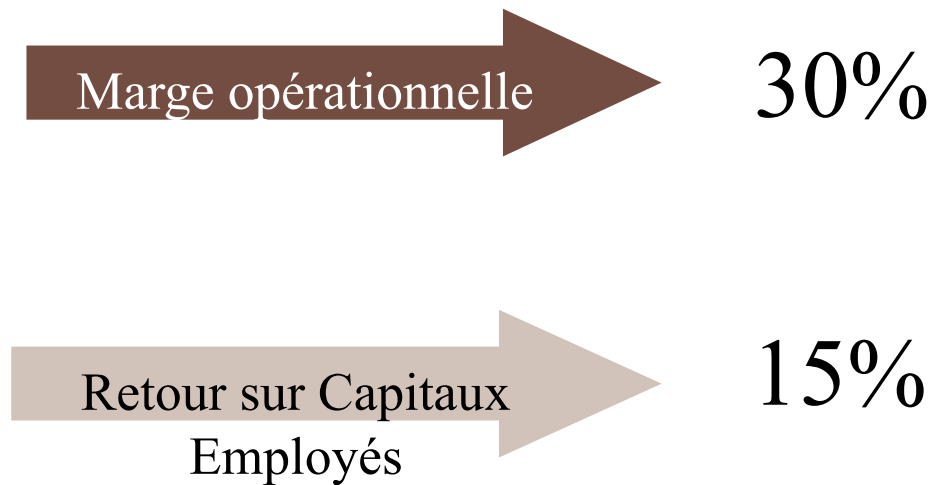 Marge opérationnelle
30%
Retour sur Capitaux
Employés
15%